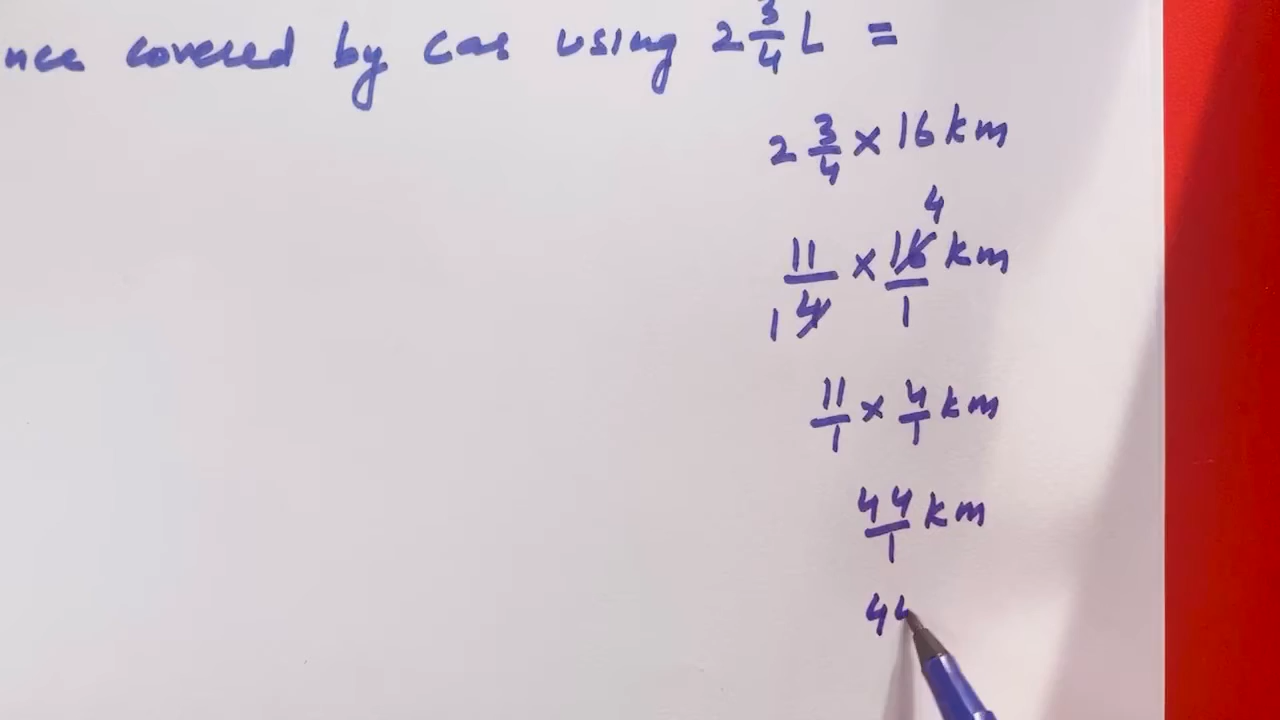 nce covered by car using 2 3/4 L =
2 3/4 × 16 km
4
11/4 × 16/1 km
1
11/1 × 4/1 km
44/1 km
44